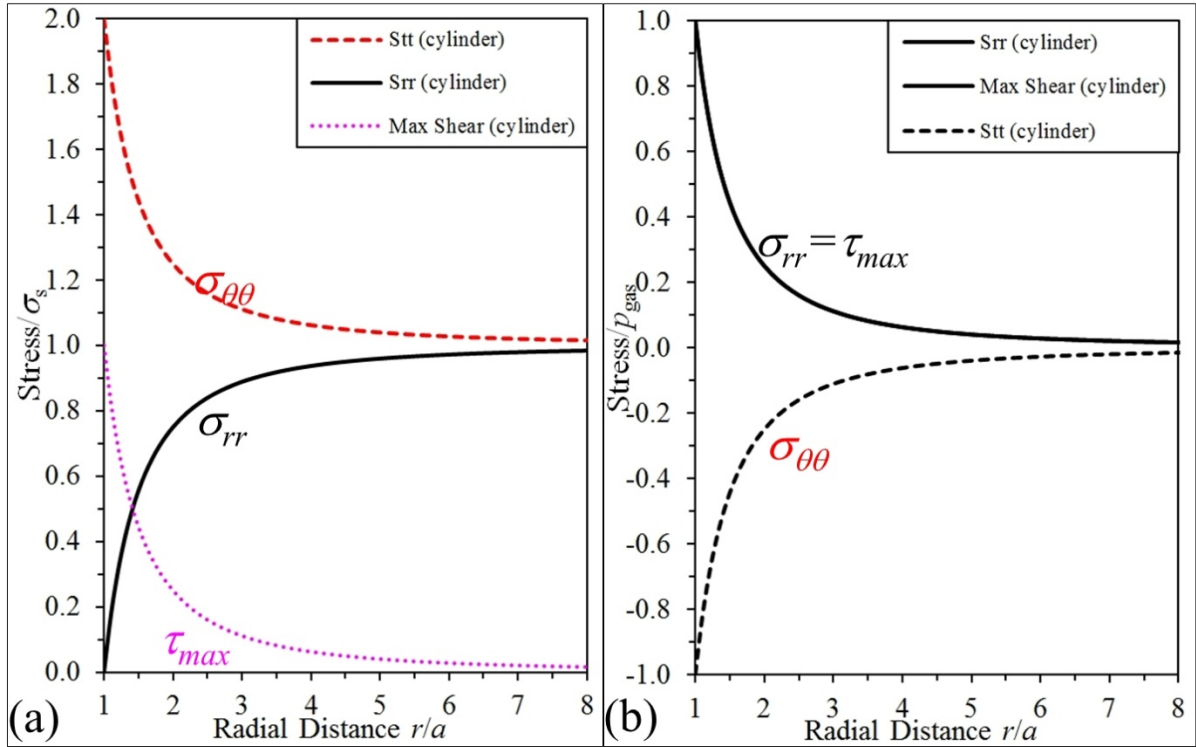 2.0
1.8
1.6
1.4
1.2
1.0
0.8
0.6
0.4
0.2
0.0
Stress/σs
Stt (cylinder)
Srr (cylinder)
Max Shear (cylinder)
σθθ
σrr
τmax
1 2 3 4 5 6 7 8
Radial Distance r/a
(a)
1.0
0.8
0.6
0.4
0.2
0.0
-0.2
-0.4
-0.6
-0.8
-1.0
Stress/pgas
Srr (cylinder)
Max Shear (cylinder)
Stt (cylinder)
σrr=τmax
σθθ
1 2 3 4 5 6 7 8
Radial Distance r/a
(b)